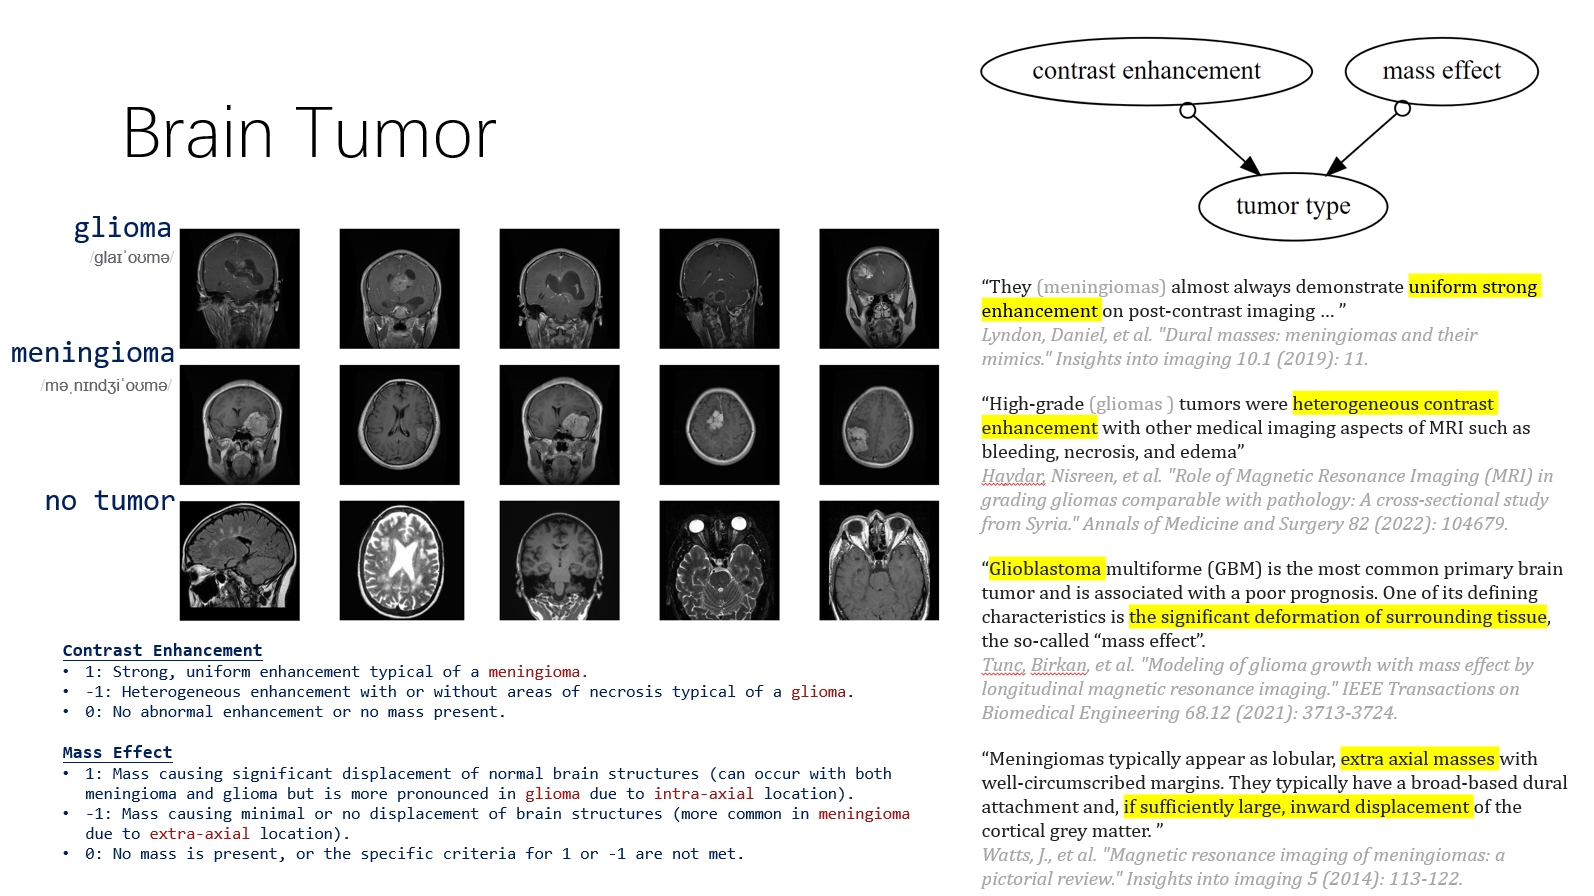 Brain Tumor
glioma
/ɡlaɪˈoʊmə/
meningioma
/məˌnɪndʒiˈoʊmə/
no tumor
Contrast Enhancement
• 1: Strong, uniform enhancement typical of a meningioma.
• -1: Heterogeneous enhancement with or without areas of necrosis typical of a glioma.
• 0: No abnormal enhancement or no mass present.
Mass Effect
• 1: Mass causing significant displacement of normal brain structures (can occur with both
meningioma and glioma but is more pronounced in glioma due to intra-axial location).
• -1: Mass causing minimal or no displacement of brain structures (more common in meningioma
due to extra-axial location).
• 0: No mass is present, or the specific criteria for 1 or -1 are not met.
contrast enhancement
mass effect
tumor type
“They (meningiomas) almost always demonstrate uniform strong
enhancement on post-contrast imaging … ”
Lyndon, Daniel, et al. "Dural masses: meningiomas and their
mimics." Insights into imaging 10.1 (2019): 11.
“High-grade (gliomas ) tumors were heterogeneous contrast
enhancement with other medical imaging aspects of MRI such as
bleeding, necrosis, and edema”
Haydar, Nisreen, et al. "Role of Magnetic Resonance Imaging (MRI) in
grading gliomas comparable with pathology: A cross-sectional study
from Syria." Annals of Medicine and Surgery 82 (2022): 104679.
“Glioblastoma multiforme (GBM) is the most common primary brain
tumor and is associated with a poor prognosis. One of its defining
characteristics is the significant deformation of surrounding tissue,
the so-called “mass effect”.
Tunc, Birkan, et al. "Modeling of glioma growth with mass effect by
longitudinal magnetic resonance imaging." IEEE Transactions on
Biomedical Engineering 68.12 (2021): 3713-3724.
“Meningiomas typically appear as lobular, extra axial masses with
well-circumscribed margins. They typically have a broad-based dural
attachment and, if sufficiently large, inward displacement of the
cortical grey matter. ”
Watts, J., et al. "Magnetic resonance imaging of meningiomas: a
pictorial review." Insights into imaging 5 (2014): 113-122.